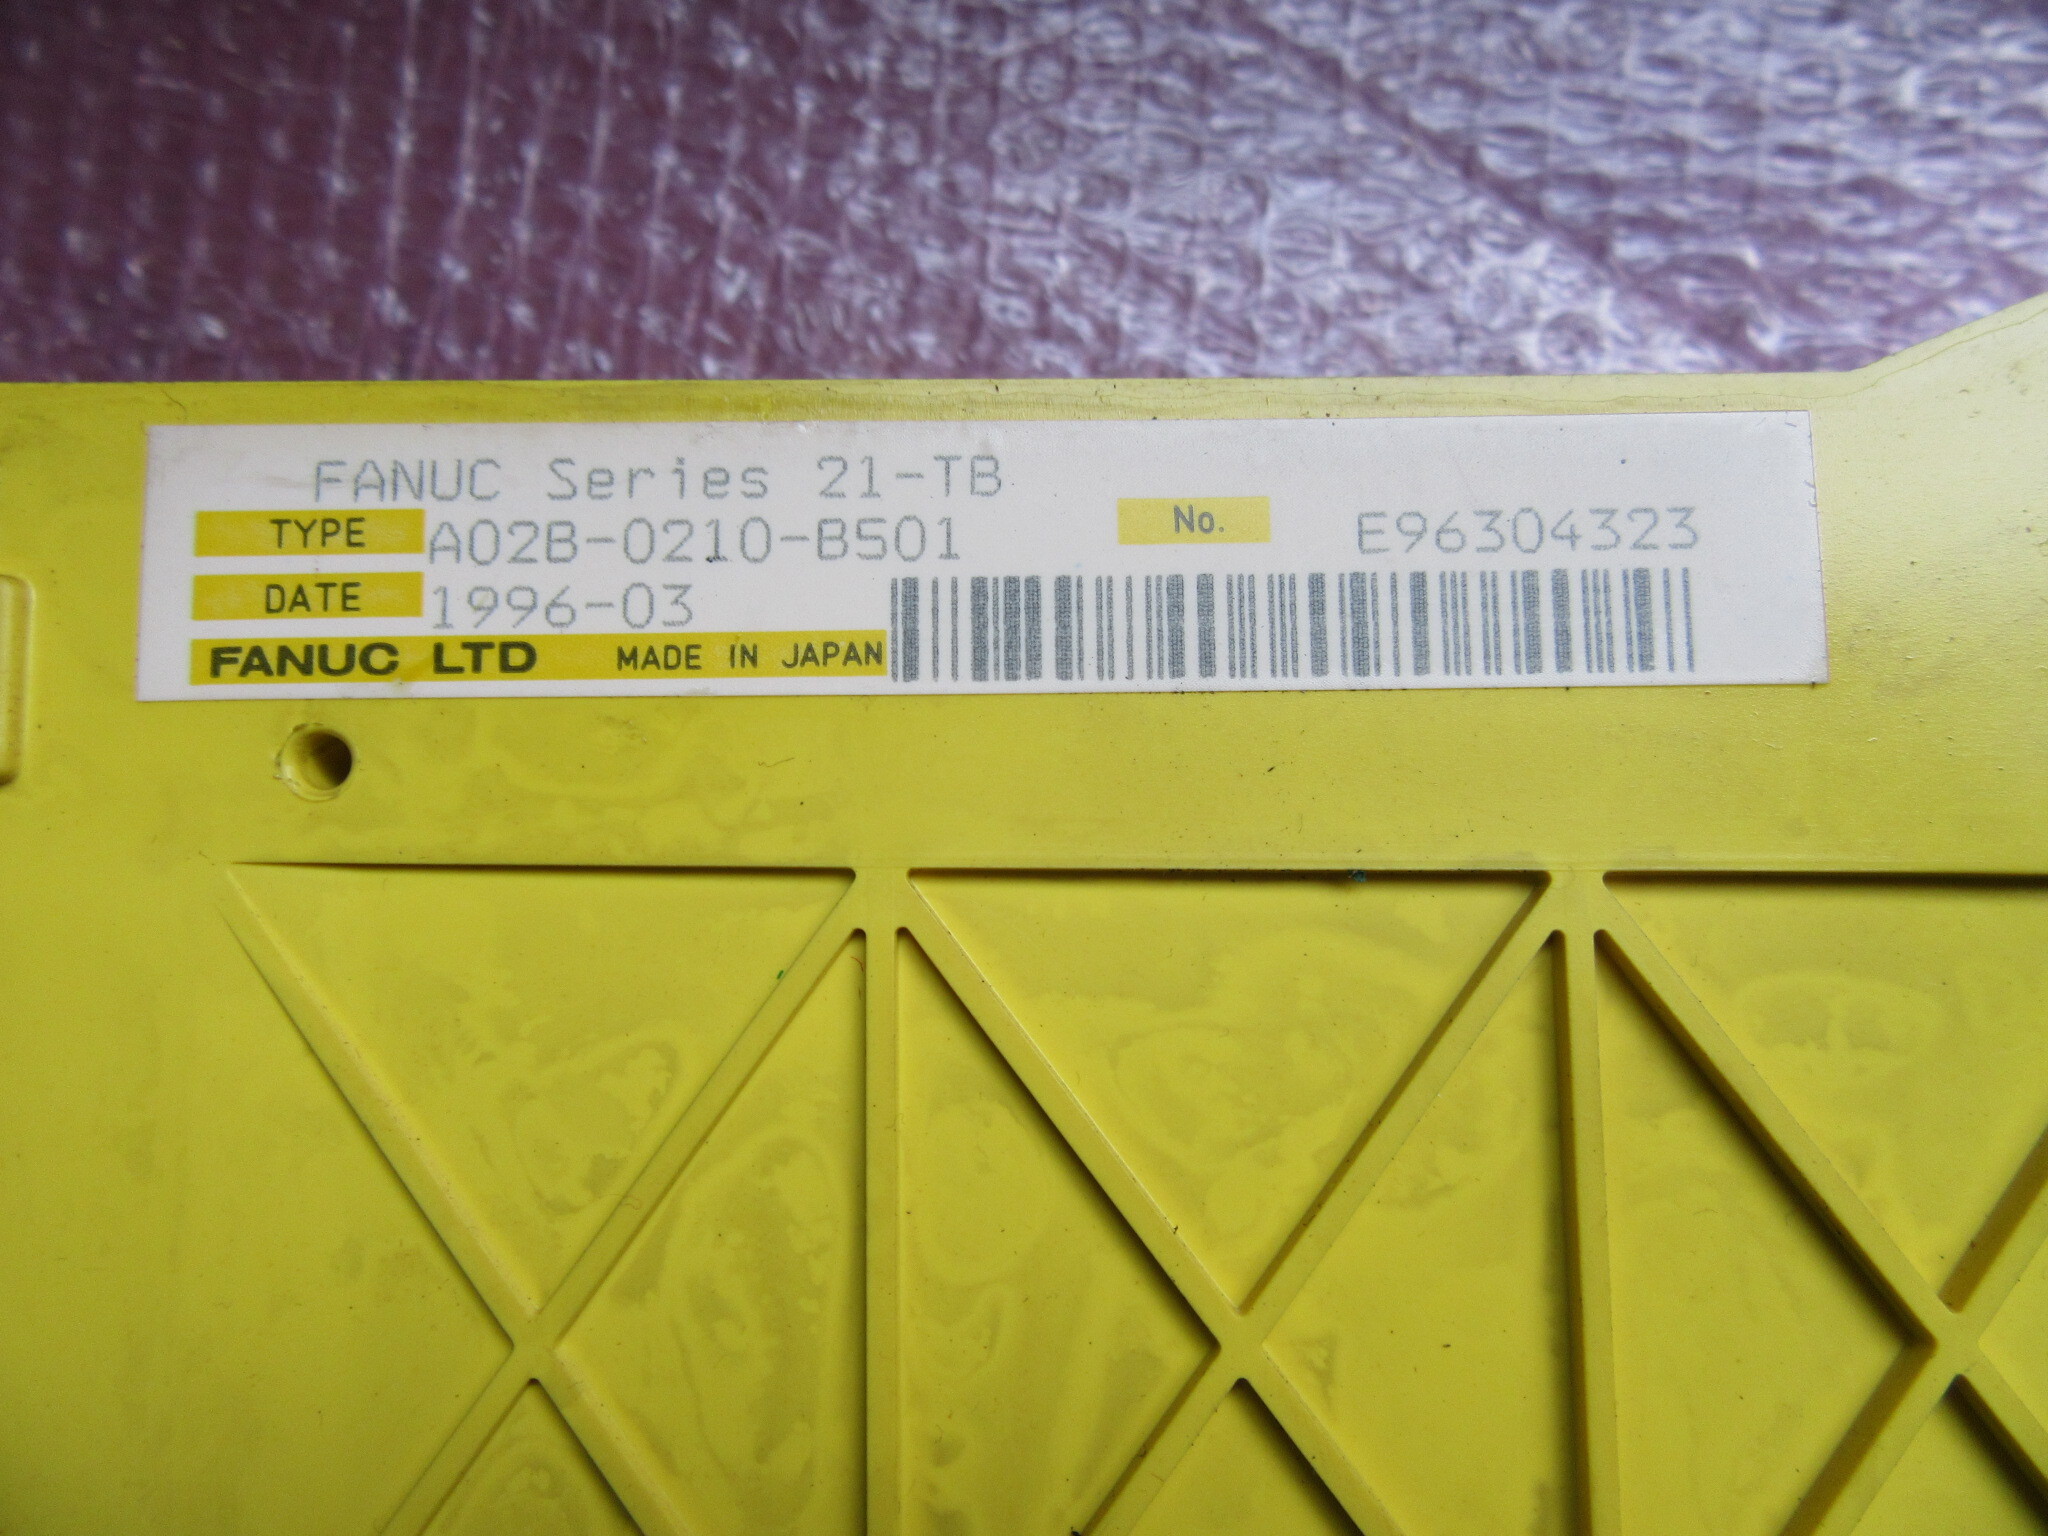 FANUC Series 21-TB
TYPE A02B-0210-B501 No. E96304323
DATE 1996-03
FANUC LTD MADE IN JAPAN